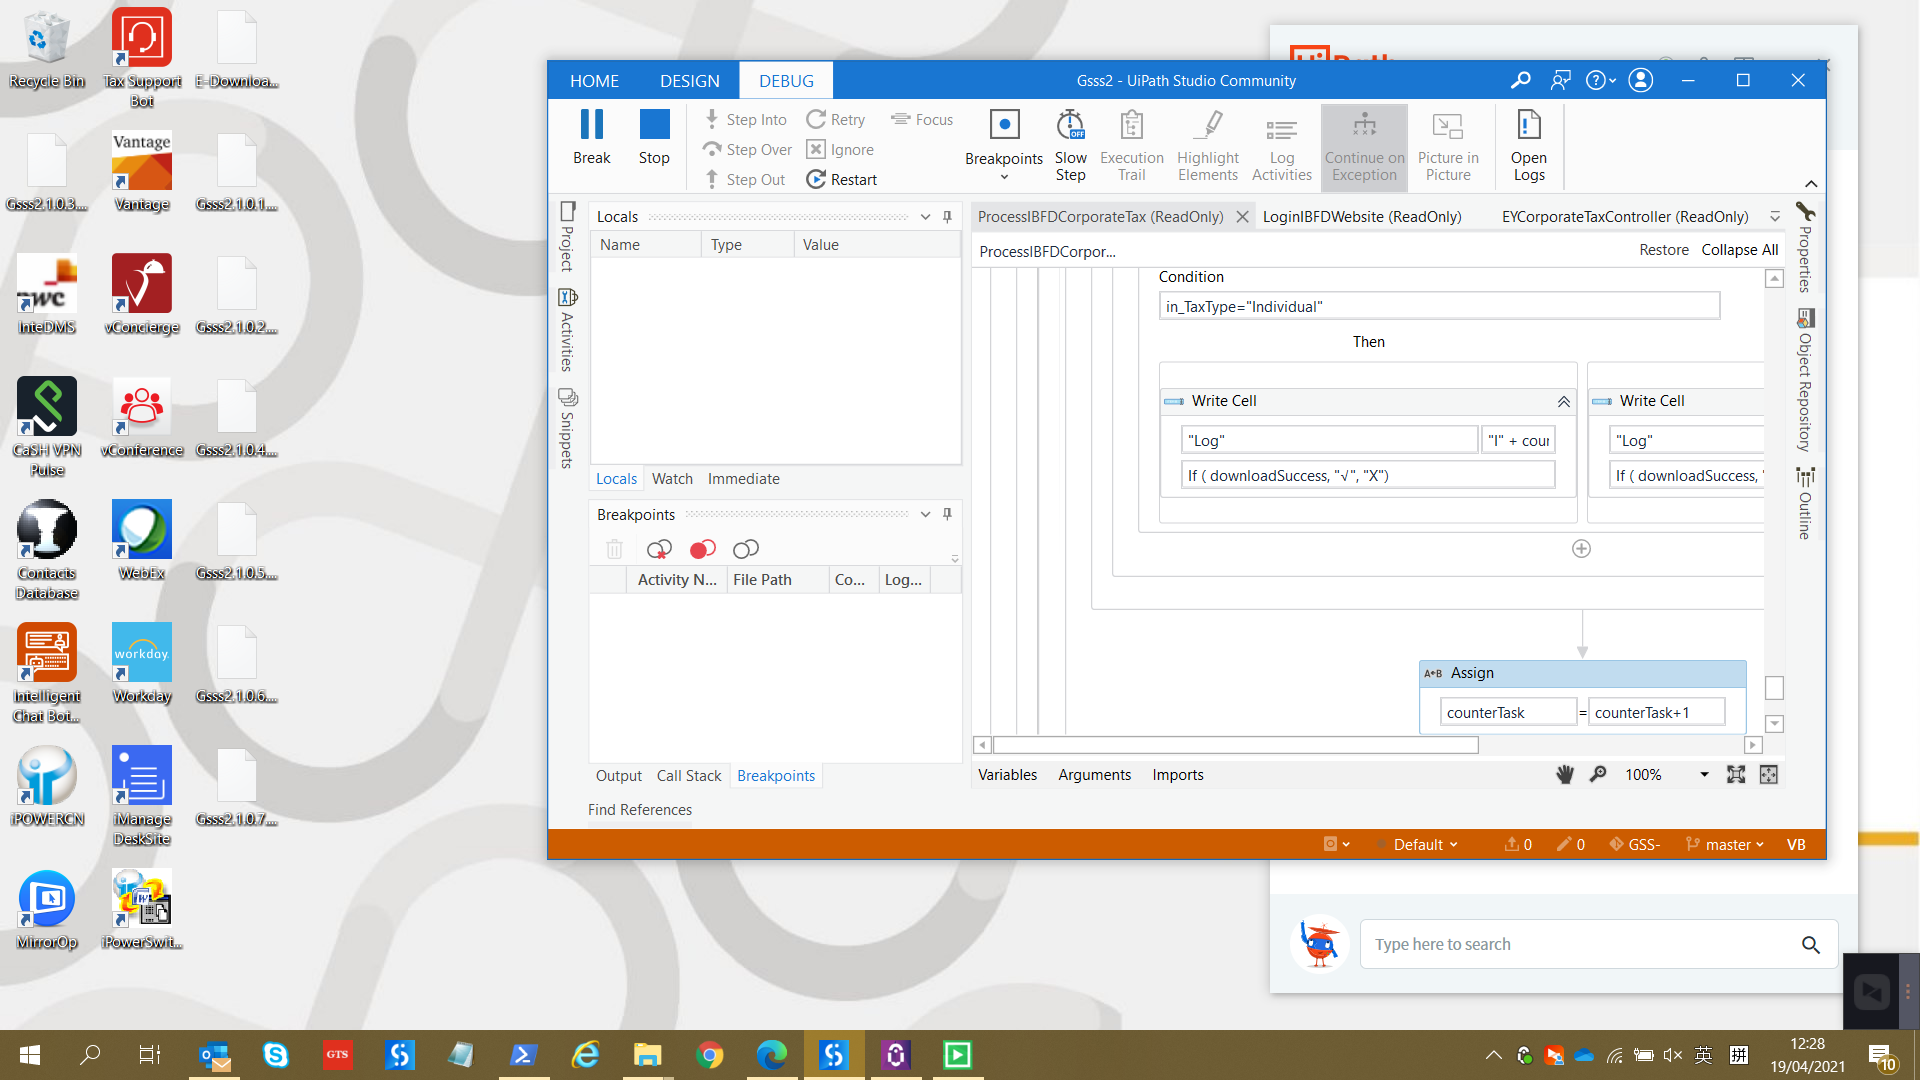 Recycle Bin
Tax Support Bot
E-Downloa...
Gsss2.1.0.3....
Vantage
Vantage
Gsss2.1.0.1....
pwc
InteDMS
vConcierge
Gsss2.1.0.2....
CaSH VPN Pulse
vConference
Gsss2.1.0.4....
Contacts Database
WebEx
Gsss2.1.0.5....
Intelligent Chat Bot...
workday.
Workday
Gsss2.1.0.6....
iPOWERCN
iManage DeskSite
Gsss2.1.0.7....
MirrorOp
iPowerSwit...
HOME
DESIGN
DEBUG
Gsss2 - UiPath Studio Community
Break
Stop
Step Into
Step Over
Step Out
Retry
Ignore
Restart
Focus
Breakpoints
OFF
Slow Step
Execution Trail
Highlight Elements
Log Activities
Continue on Exception
Picture in Picture
Open Logs
Project
Activities
Snippets
Locals
Name
Type
Value
Locals
Watch
Immediate
Breakpoints
Activity N...
File Path
Co...
Log...
Output
Call Stack
Breakpoints
Find References
ProcessIBFDCorporateTax (ReadOnly)
LoginIBFDWebsite (ReadOnly)
EYCorporateTaxController (ReadOnly)
ProcessIBFDCorpor...
Restore
Collapse All
Condition
in_TaxType="Individual"
Then
Write Cell
"Log"
"I" + cour
If ( downloadSuccess, "√", "X")
Write Cell
"Log"
If ( downloadSuccess, "
A+B Assign
counterTask
=
counterTask+1
Variables
Arguments
Imports
100%
Properties
Object Repository
Outline
Default
0
0
GSS-
master
VB
Type here to search
GTS
英
拼
12:28
19/04/2021
10